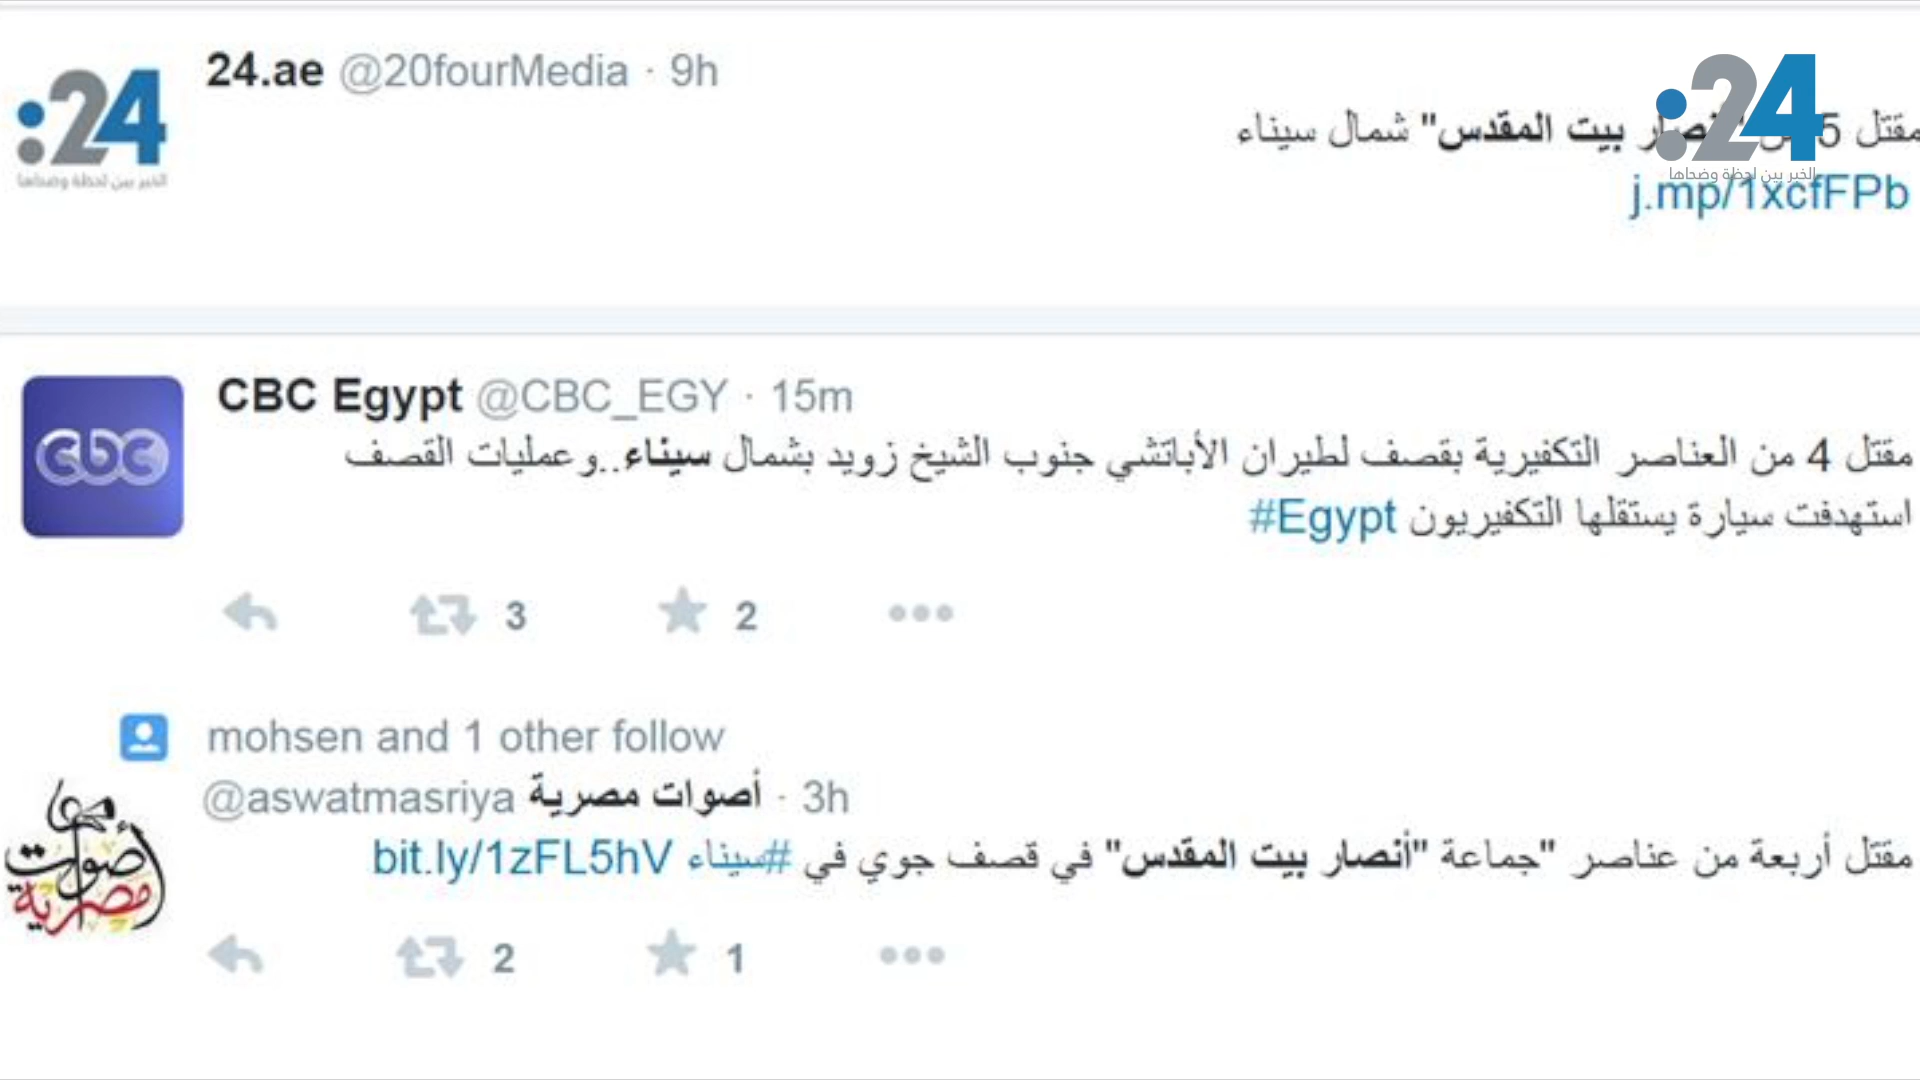 24.ae @20fourMedia · 9h
:24
الخبر بين لحظة وضحاها
:24
الخبر بين لحظة وضحاها
مقتل 5 بيت المقدس" شمال سيناء
j.mp/1xcfFPb
CBC Egypt @CBC_EGY · 15m
cbc
مقتل 4 من العناصر التكفيرية بقصف لطيران الأباتشي جنوب الشيخ زويد بشمال سيناء..وعمليات القصف
استهدفت سيارة يستقلها التكفيريون #Egypt
3 2
mohsen and 1 other follow
@aswatmasriya أصوات مصرية · 3h
أصوات
مصرية
مقتل أربعة من عناصر "جماعة "أنصار بيت المقدس" في قصف جوي في #سيناء bit.ly/1zFL5hV
2 1